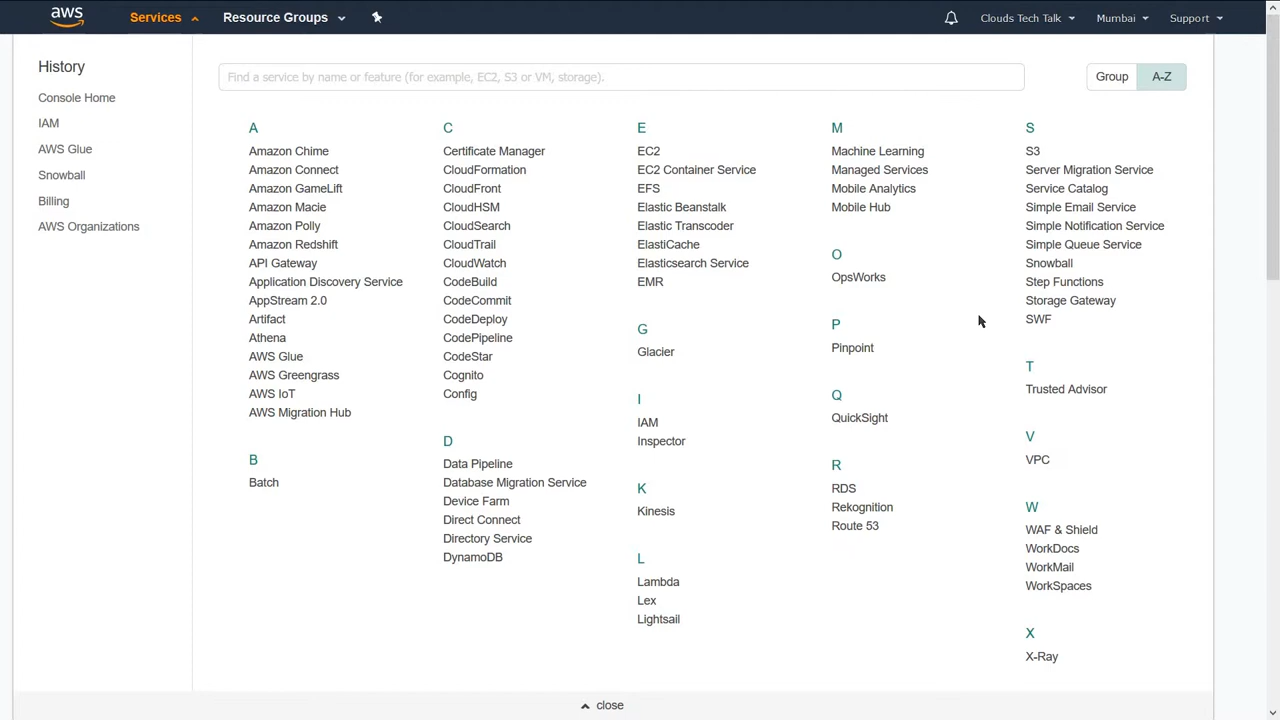 aws
Services
Resource Groups
Clouds Tech Talk
Mumbai
Support
History
Console Home
IAM
AWS Glue
Snowball
Billing
AWS Organizations
Find a service by name or feature (for example, EC2, S3 or VM, storage).
Group
A-Z
A
Amazon Chime
Amazon Connect
Amazon GameLift
Amazon Macie
Amazon Polly
Amazon Redshift
API Gateway
Application Discovery Service
AppStream 2.0
Artifact
Athena
AWS Glue
AWS Greengrass
AWS IoT
AWS Migration Hub
B
Batch
C
Certificate Manager
CloudFormation
CloudFront
CloudHSM
CloudSearch
CloudTrail
CloudWatch
CodeBuild
CodeCommit
CodeDeploy
CodePipeline
CodeStar
Cognito
Config
D
Data Pipeline
Database Migration Service
Device Farm
Direct Connect
Directory Service
DynamoDB
E
EC2
EC2 Container Service
EFS
Elastic Beanstalk
Elastic Transcoder
ElastiCache
Elasticsearch Service
EMR
G
Glacier
I
IAM
Inspector
K
Kinesis
L
Lambda
Lex
Lightsail
M
Machine Learning
Managed Services
Mobile Analytics
Mobile Hub
O
OpsWorks
P
Pinpoint
Q
QuickSight
R
RDS
Rekognition
Route 53
S
S3
Server Migration Service
Service Catalog
Simple Email Service
Simple Notification Service
Simple Queue Service
Snowball
Step Functions
Storage Gateway
SWF
T
Trusted Advisor
V
VPC
W
WAF & Shield
WorkDocs
WorkMail
WorkSpaces
X
X-Ray
close